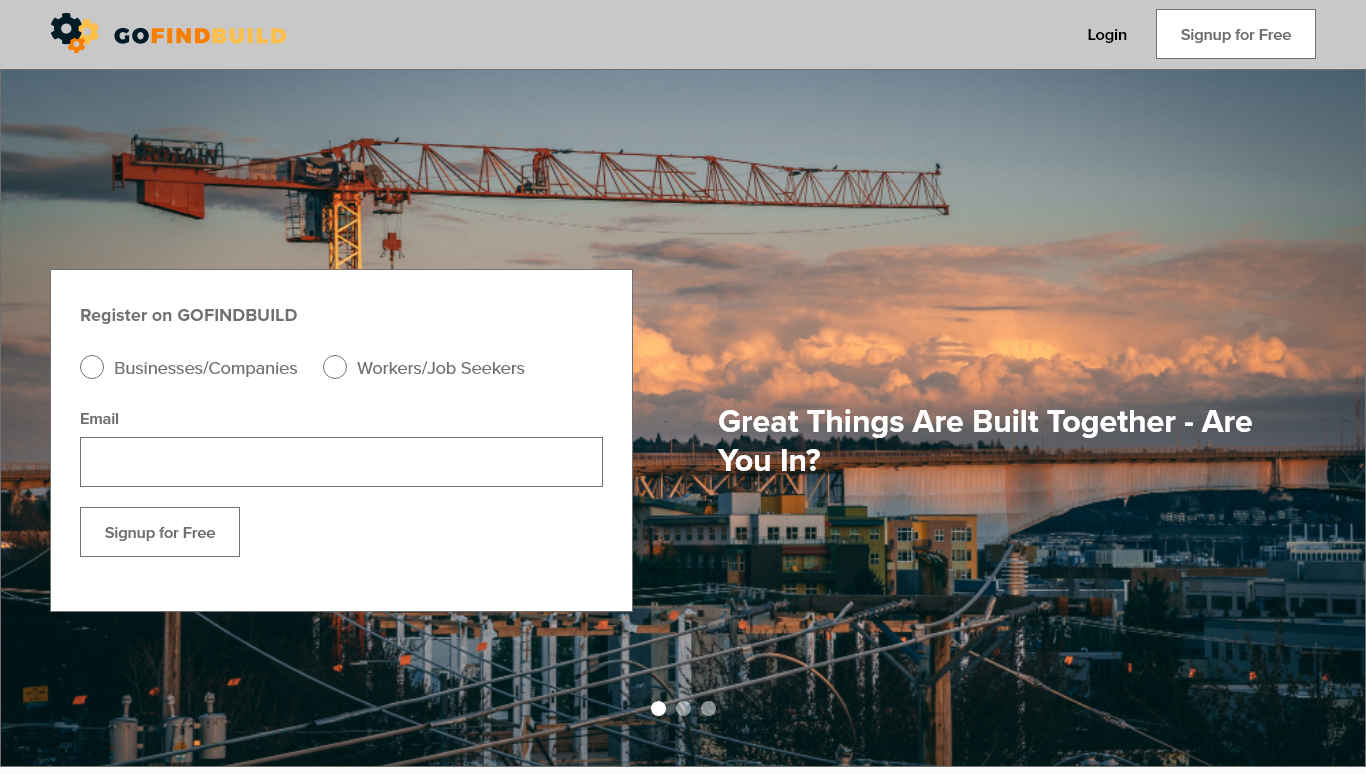 GOFINDBUILD
Login
Signup for Free
Register on GOFINDBUILD
Businesses/Companies
Workers/Job Seekers
Email
Signup for Free
Great Things Are Built Together - Are
You In?